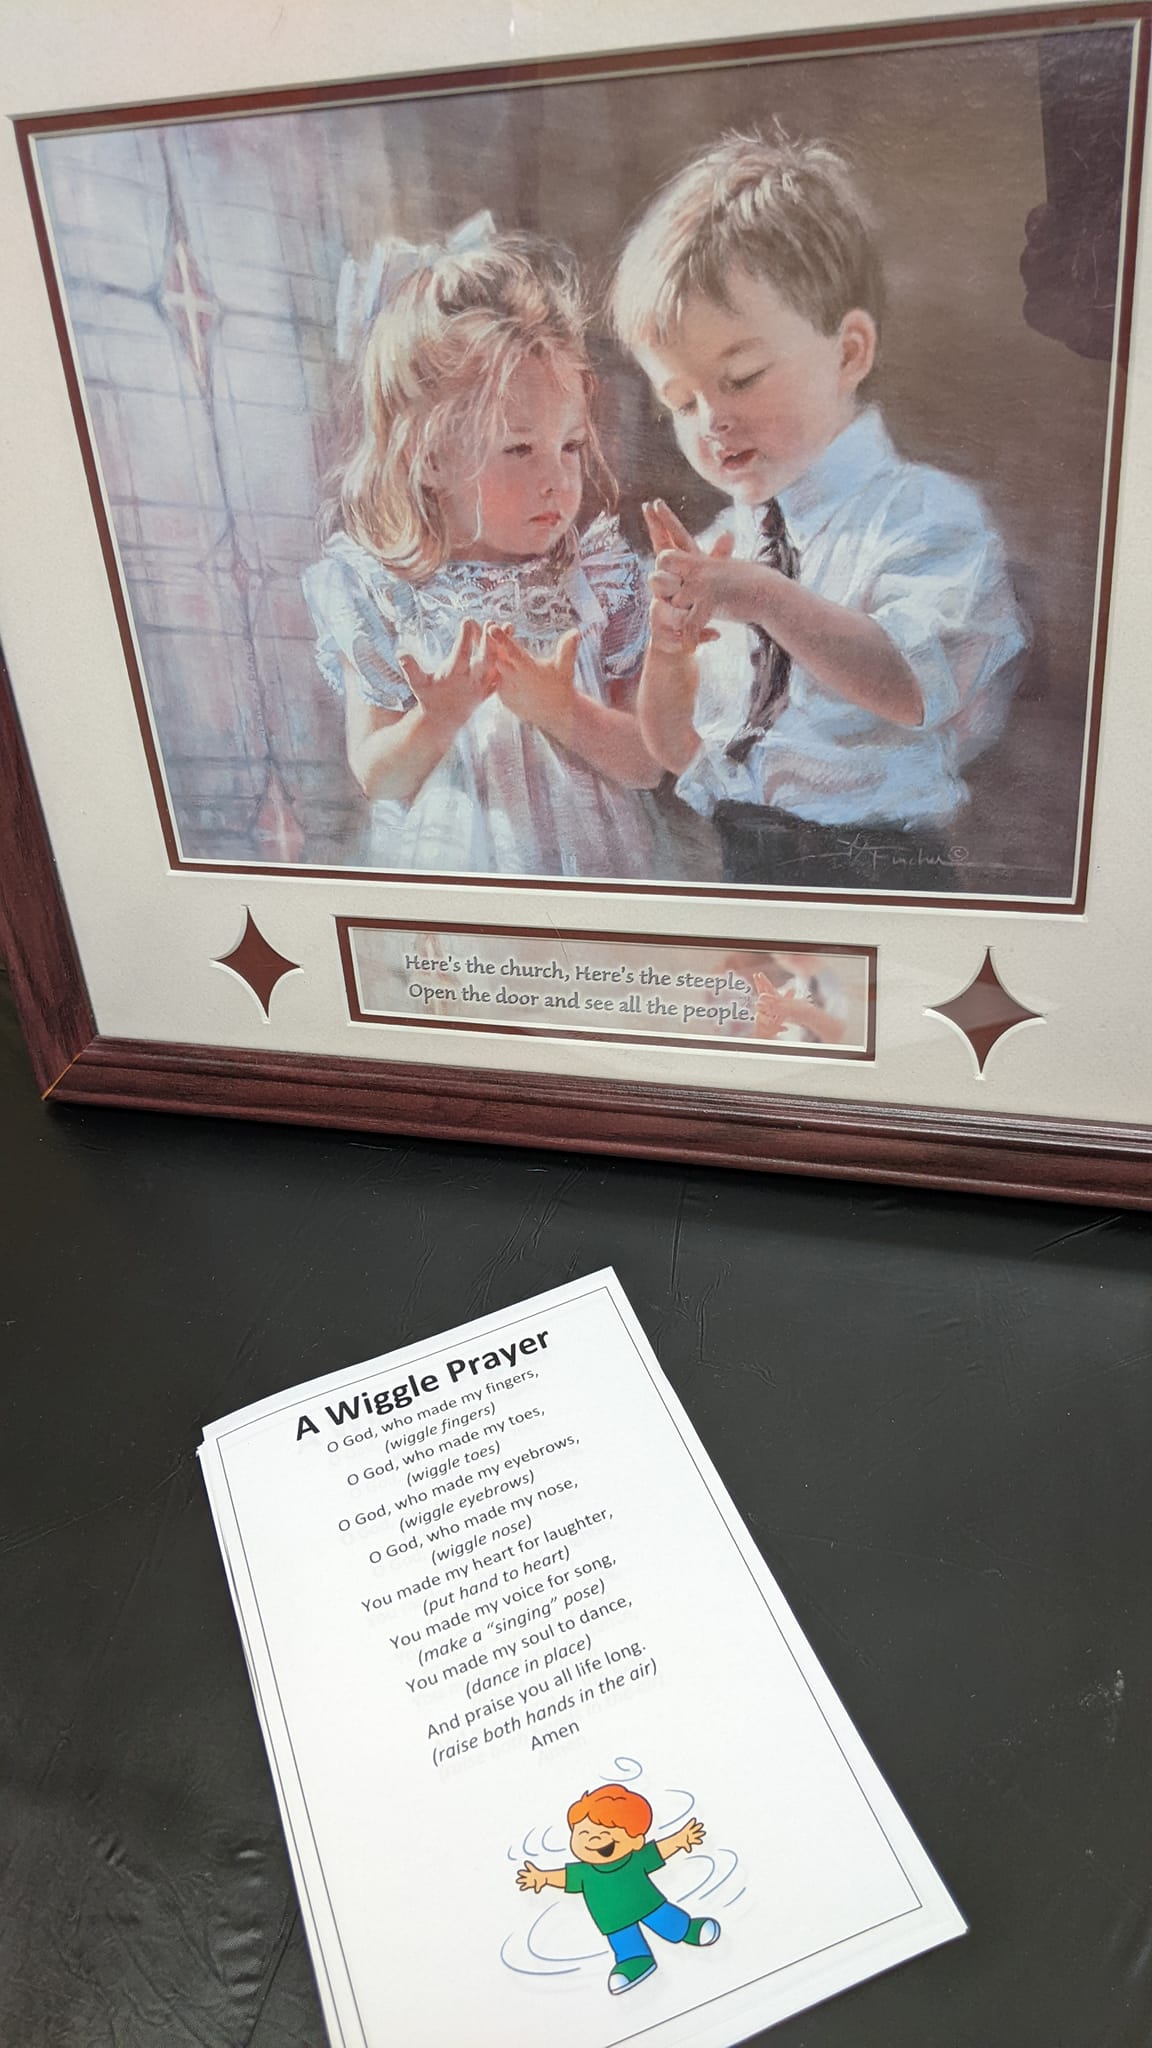 Fincher©
Here's the church, Here's the steeple,
Open the door and see all the people.
A Wiggle Prayer
O God, who made my fingers,
(wiggle fingers)
O God, who made my toes,
(wiggle toes)
O God, who made my eyebrows,
(wiggle eyebrows)
O God, who made my nose,
(wiggle nose)
You made my heart for laughter,
(put hand to heart)
You made my voice for song,
(make a “singing” pose)
You made my soul to dance,
(dance in place)
And praise you all life long.
(raise both hands in the air)
Amen